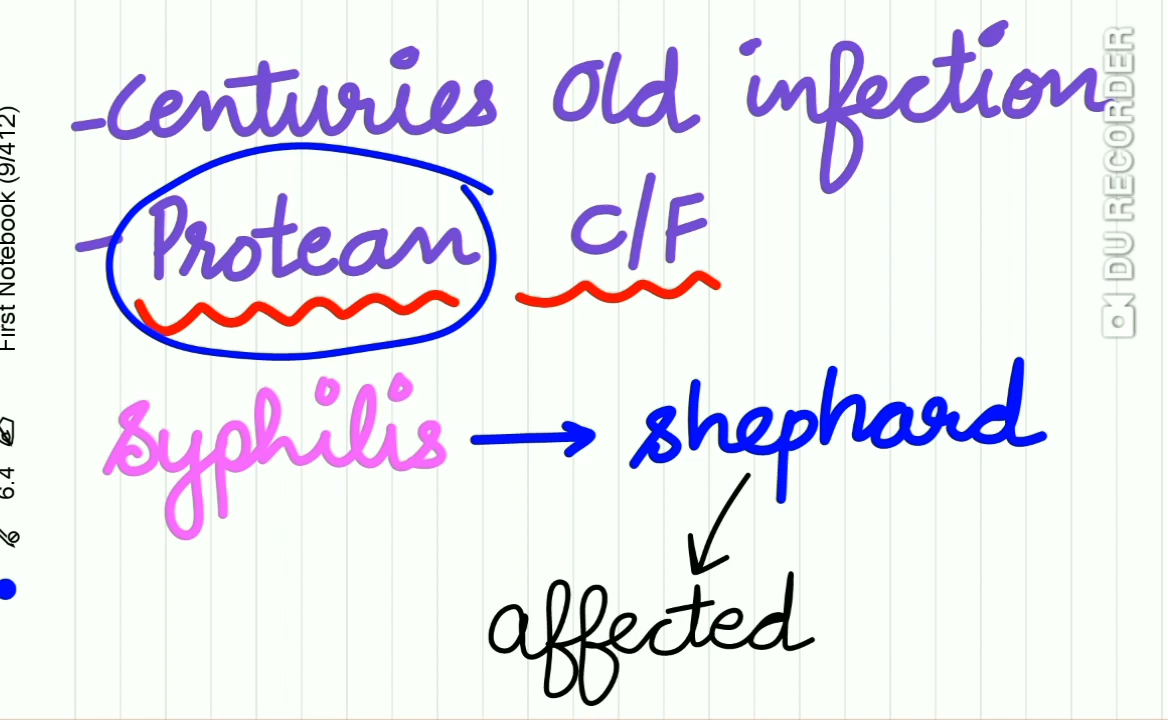 -Centuries Old infection
- Protean C/F
Syphilis → shephard
affected
First Notebook (9/412)
6.4
DU RECORDER